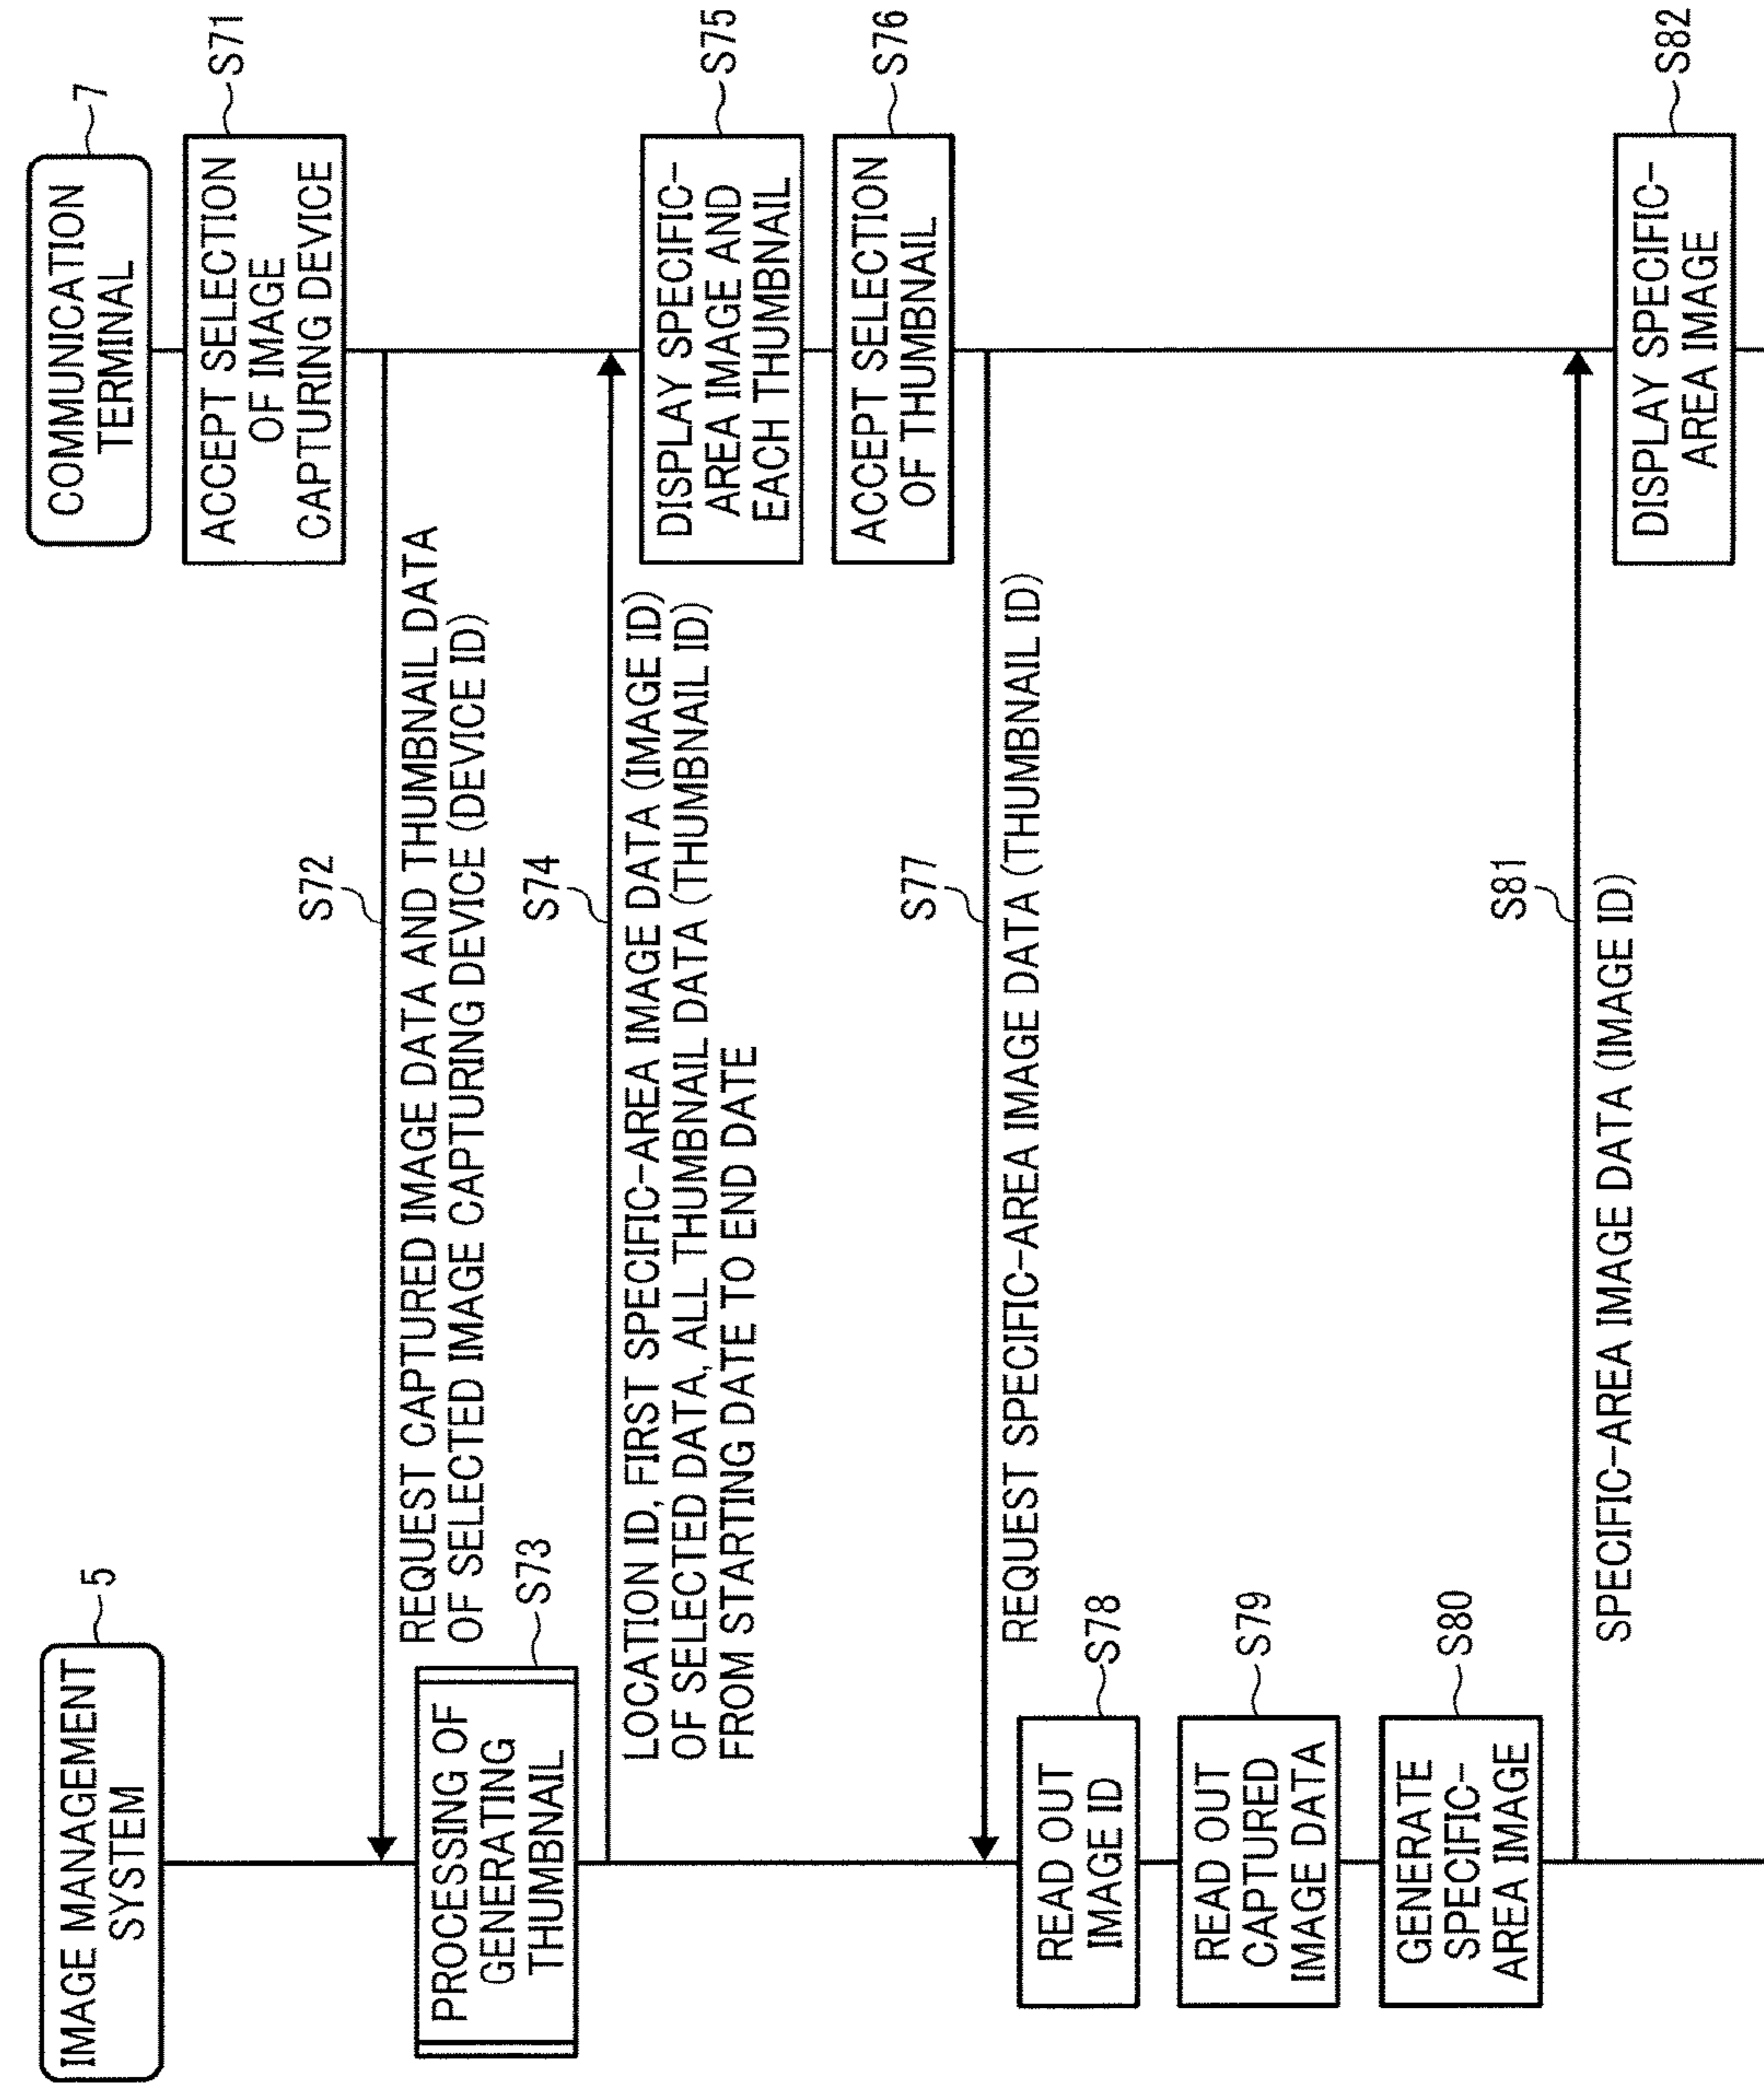 IMAGE MANAGEMENT
SYSTEM
5
COMMUNICATION
TERMINAL
7
ACCEPT SELECTION
OF IMAGE
CAPTURING DEVICE
S71
S72
REQUEST CAPTURED IMAGE DATA AND THUMBNAIL DATA
OF SELECTED IMAGE CAPTURING DEVICE (DEVICE ID)
PROCESSING OF
GENERATING
THUMBNAIL
S73
S74
LOCATION ID, FIRST SPECIFIC-AREA IMAGE DATA (IMAGE ID)
OF SELECTED DATA, ALL THUMBNAIL DATA (THUMBNAIL ID)
FROM STARTING DATE TO END DATE
DISPLAY SPECIFIC-
AREA IMAGE AND
EACH THUMBNAIL
S75
ACCEPT SELECTION
OF THUMBNAIL
S76
S77
REQUEST SPECIFIC-AREA IMAGE DATA (THUMBNAIL ID)
READ OUT
IMAGE ID
S78
READ OUT
CAPTURED
IMAGE DATA
S79
GENERATE
SPECIFIC-
AREA IMAGE
S80
S81
SPECIFIC-AREA IMAGE DATA (IMAGE ID)
DISPLAY SPECIFIC-
AREA IMAGE
S82